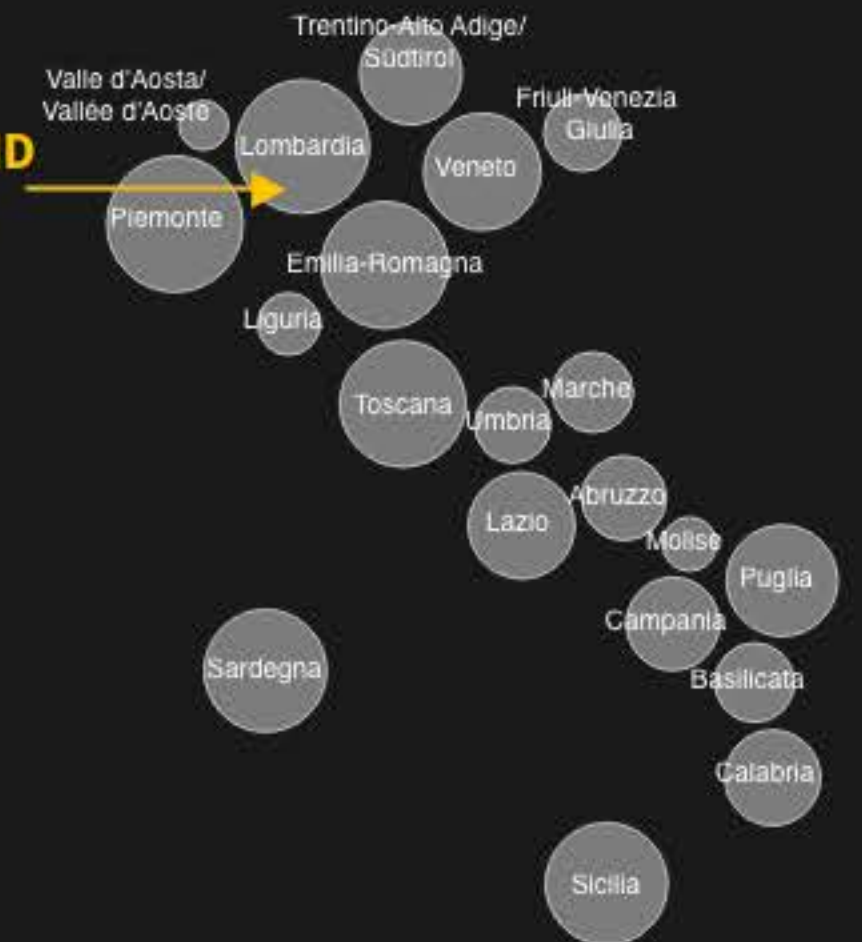 Trentino-Alto Adige/
Südtirol
Valle d'Aosta/
Vallée d'Aoste
Friuli-Venezia
Giulia
D
Lombardia
Veneto
Piemonte
Emilia-Romagna
Liguria
Toscana
Marche
Umbria
Abruzzo
Lazio
Molise
Puglia
Campania
Sardegna
Basilicata
Calabria
Sicilia